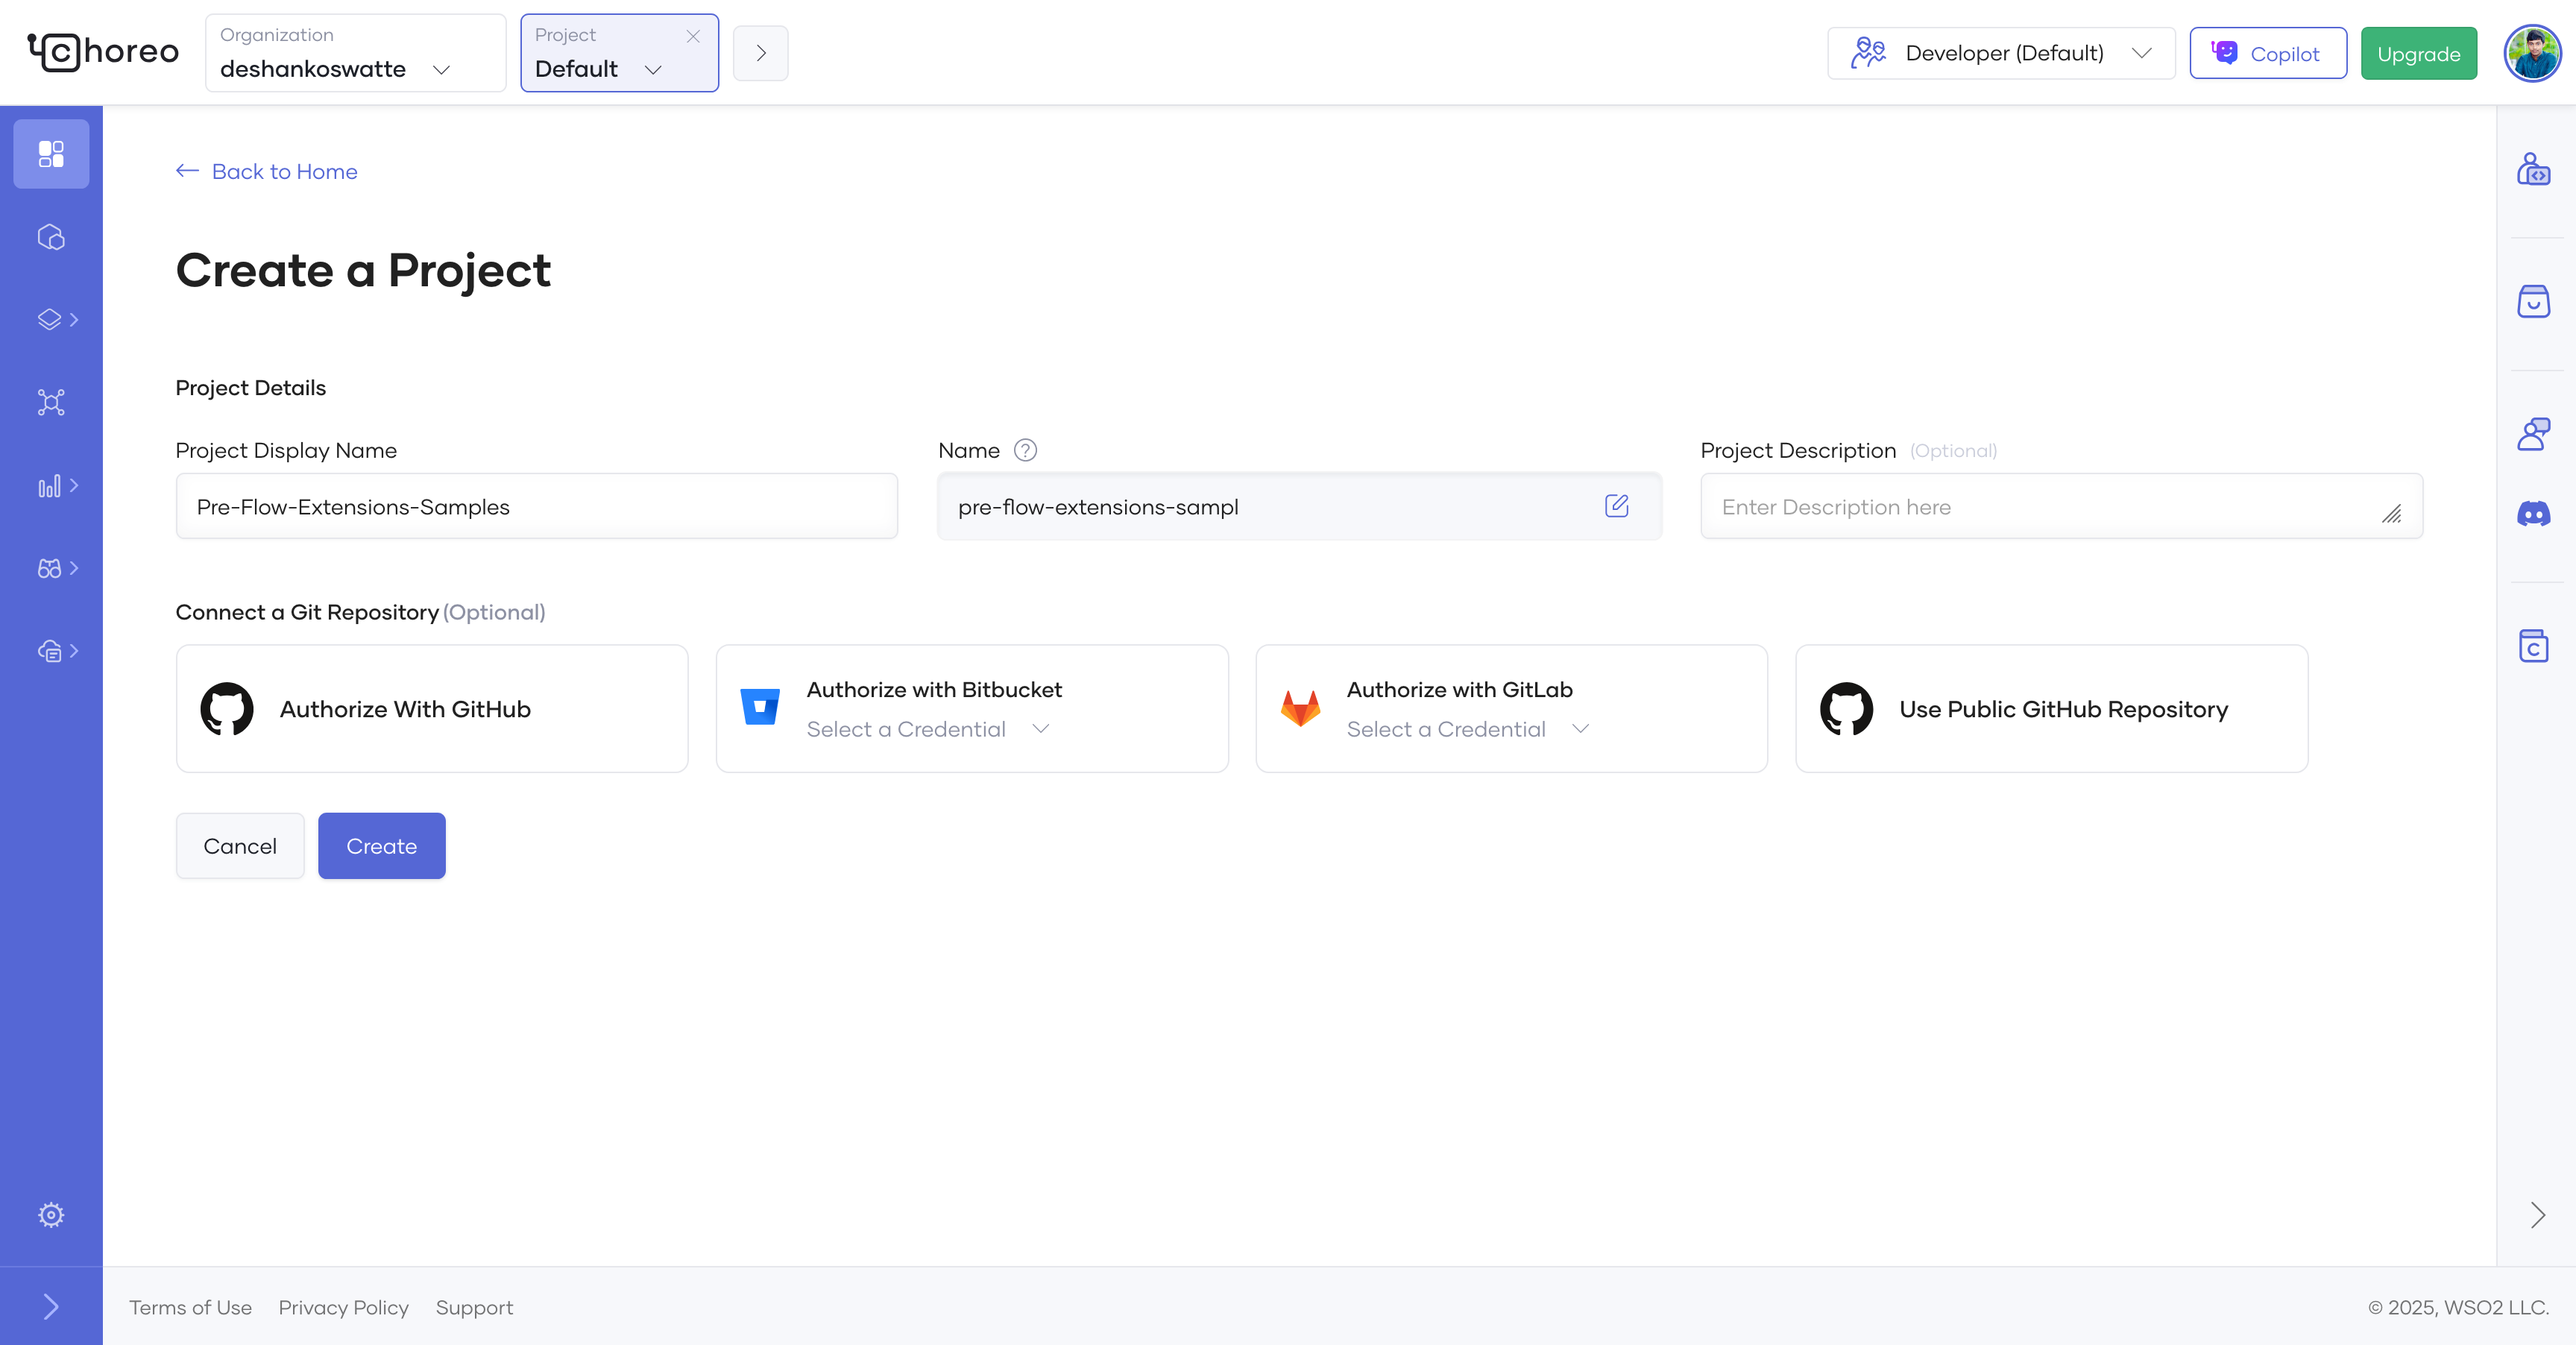 choreo
Organization
deshankoswatte
Project
Default
Developer (Default)
Copilot
Upgrade
Back to Home
Create a Project
Project Details
Project Display Name
Name ?
Project Description (Optional)
Pre-Flow-Extensions-Samples
pre-flow-extensions-sampl
Enter Description here
Connect a Git Repository (Optional)
Authorize With GitHub
Authorize with Bitbucket
Select a Credential
Authorize with GitLab
Select a Credential
Use Public GitHub Repository
Cancel
Create
Terms of Use
Privacy Policy
Support
© 2025, WSO2 LLC.